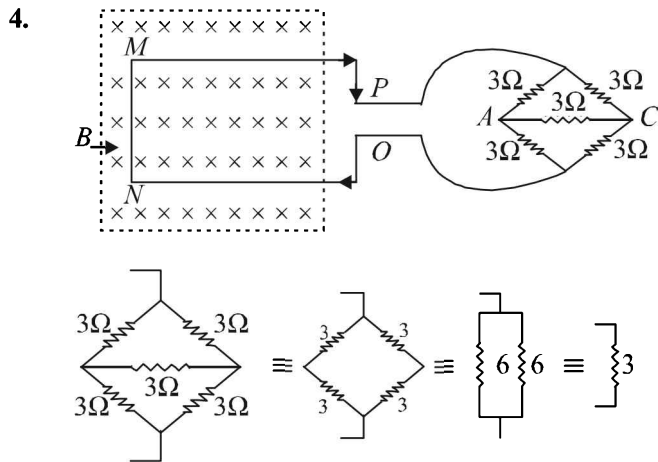 4.
× × × × × × × × ×
M
× × × × × × × × ×
P
3Ω 3Ω
3Ω
× × × × × × × × ×
A C
B
O
3Ω 3Ω
× × × × × × × × ×
N
× × × × × × × × ×
3Ω 3Ω
3Ω
3Ω 3Ω
≡
3 3
3 3
≡
6 6
≡
3